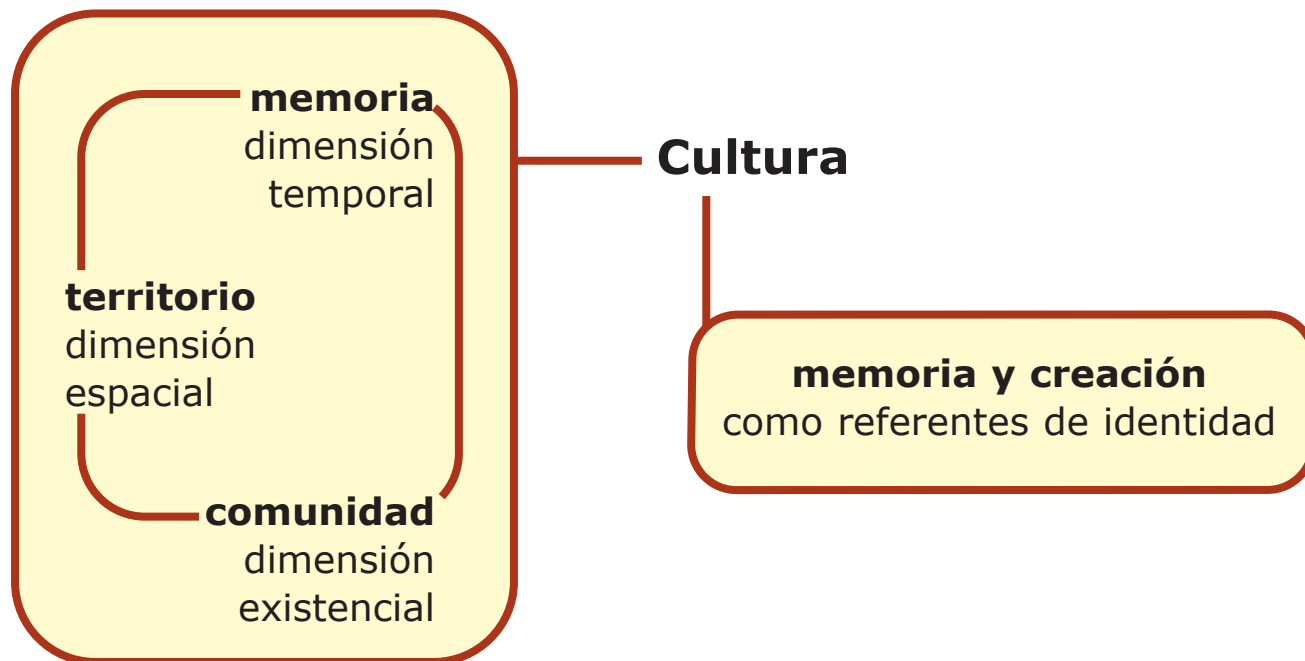 memoria
dimensión
temporal
territorio
dimensión
espacial
comunidad
dimensión
existencial
Cultura
memoria y creación
como referentes de identidad